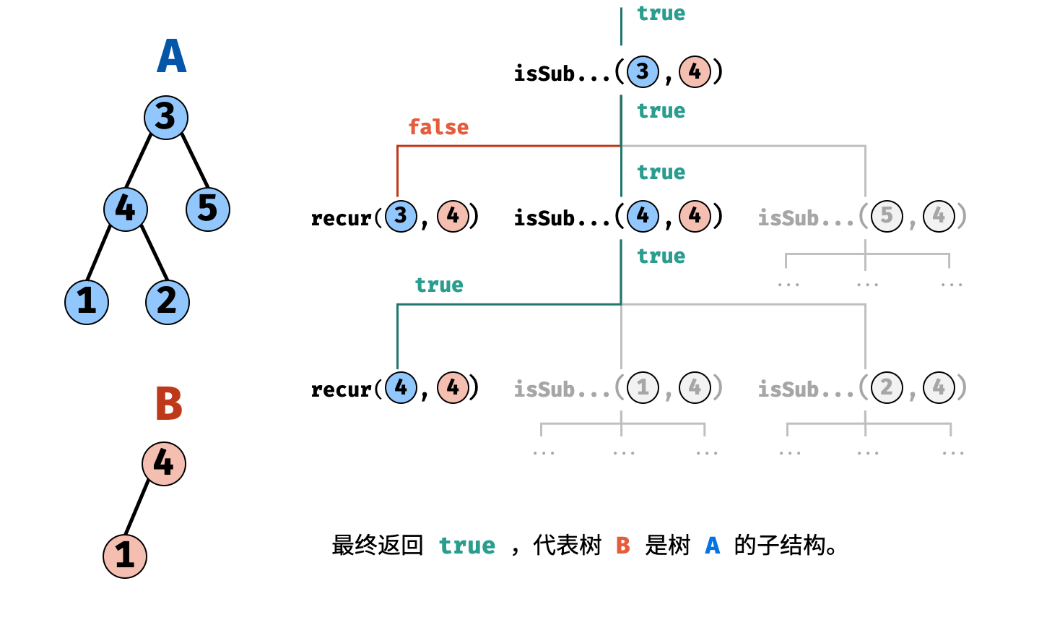 true
A
isSub...(3,4)
3
true
false
true
4
5
recur(3,4)
isSub...(4,4)
isSub...(5,4)
true
true
...
...
...
1
2
recur(4,4)
isSub...(1,4)
isSub...(2,4)
B
4
...
...
...
...
...
...
1
最终返回 true ，代表树 B 是树 A 的子结构。